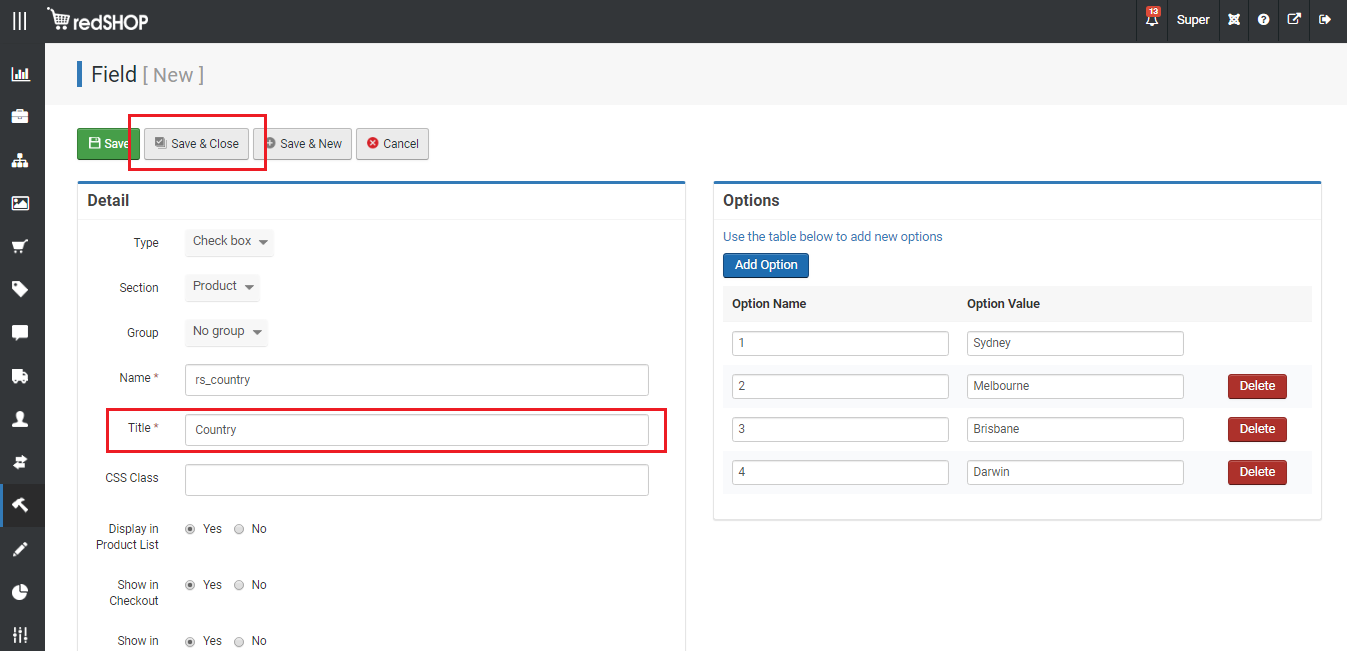 redSHOP
13
Super
Field [ New ]
Save
Save & Close
Save & New
Cancel
Detail
Type
Check box
Section
Product
Group
No group
Name *
rs_country
Title *
Country
CSS Class
Display in
Product List
Yes
No
Show in
Checkout
Yes
No
Show in
Yes
No
Options
Use the table below to add new options
Add Option
Option Name
Option Value
1
Sydney
2
Melbourne
Delete
3
Brisbane
Delete
4
Darwin
Delete